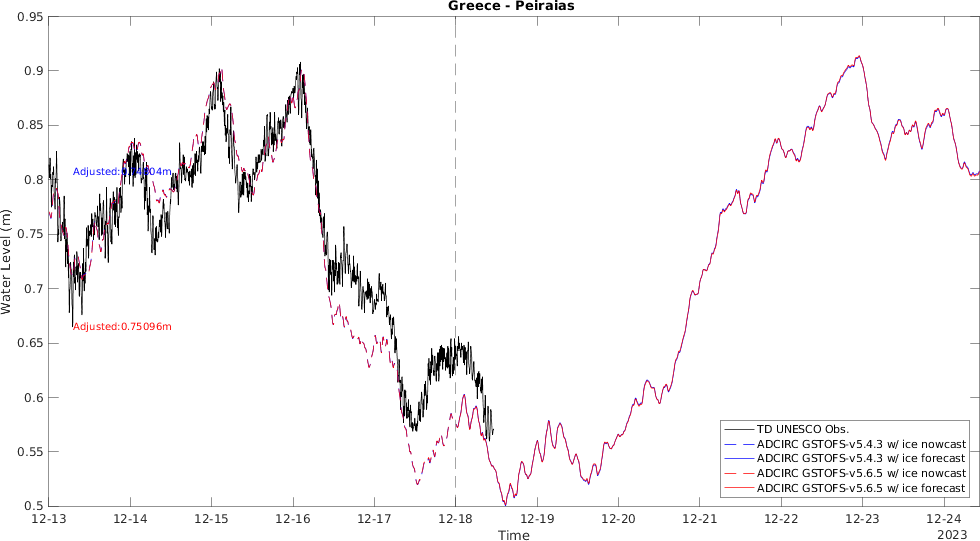 Greece - Peiraias
0.95
0.9
0.85
0.8
0.75
0.7
0.65
0.6
0.55
0.5
Water Level (m)
Adjusted:
Adjusted:0.75096m
TD UNESCO Obs.
ADCIRC GSTOFS-v5.4.3 w/ ice nowcast
ADCIRC GSTOFS-v5.4.3 w/ ice forecast
ADCIRC GSTOFS-v5.6.5 w/ ice nowcast
ADCIRC GSTOFS-v5.6.5 w/ ice forecast
12-13 12-14 12-15 12-16 12-17 12-18 12-19 12-20 12-21 12-22 12-23 12-24
Time
2023